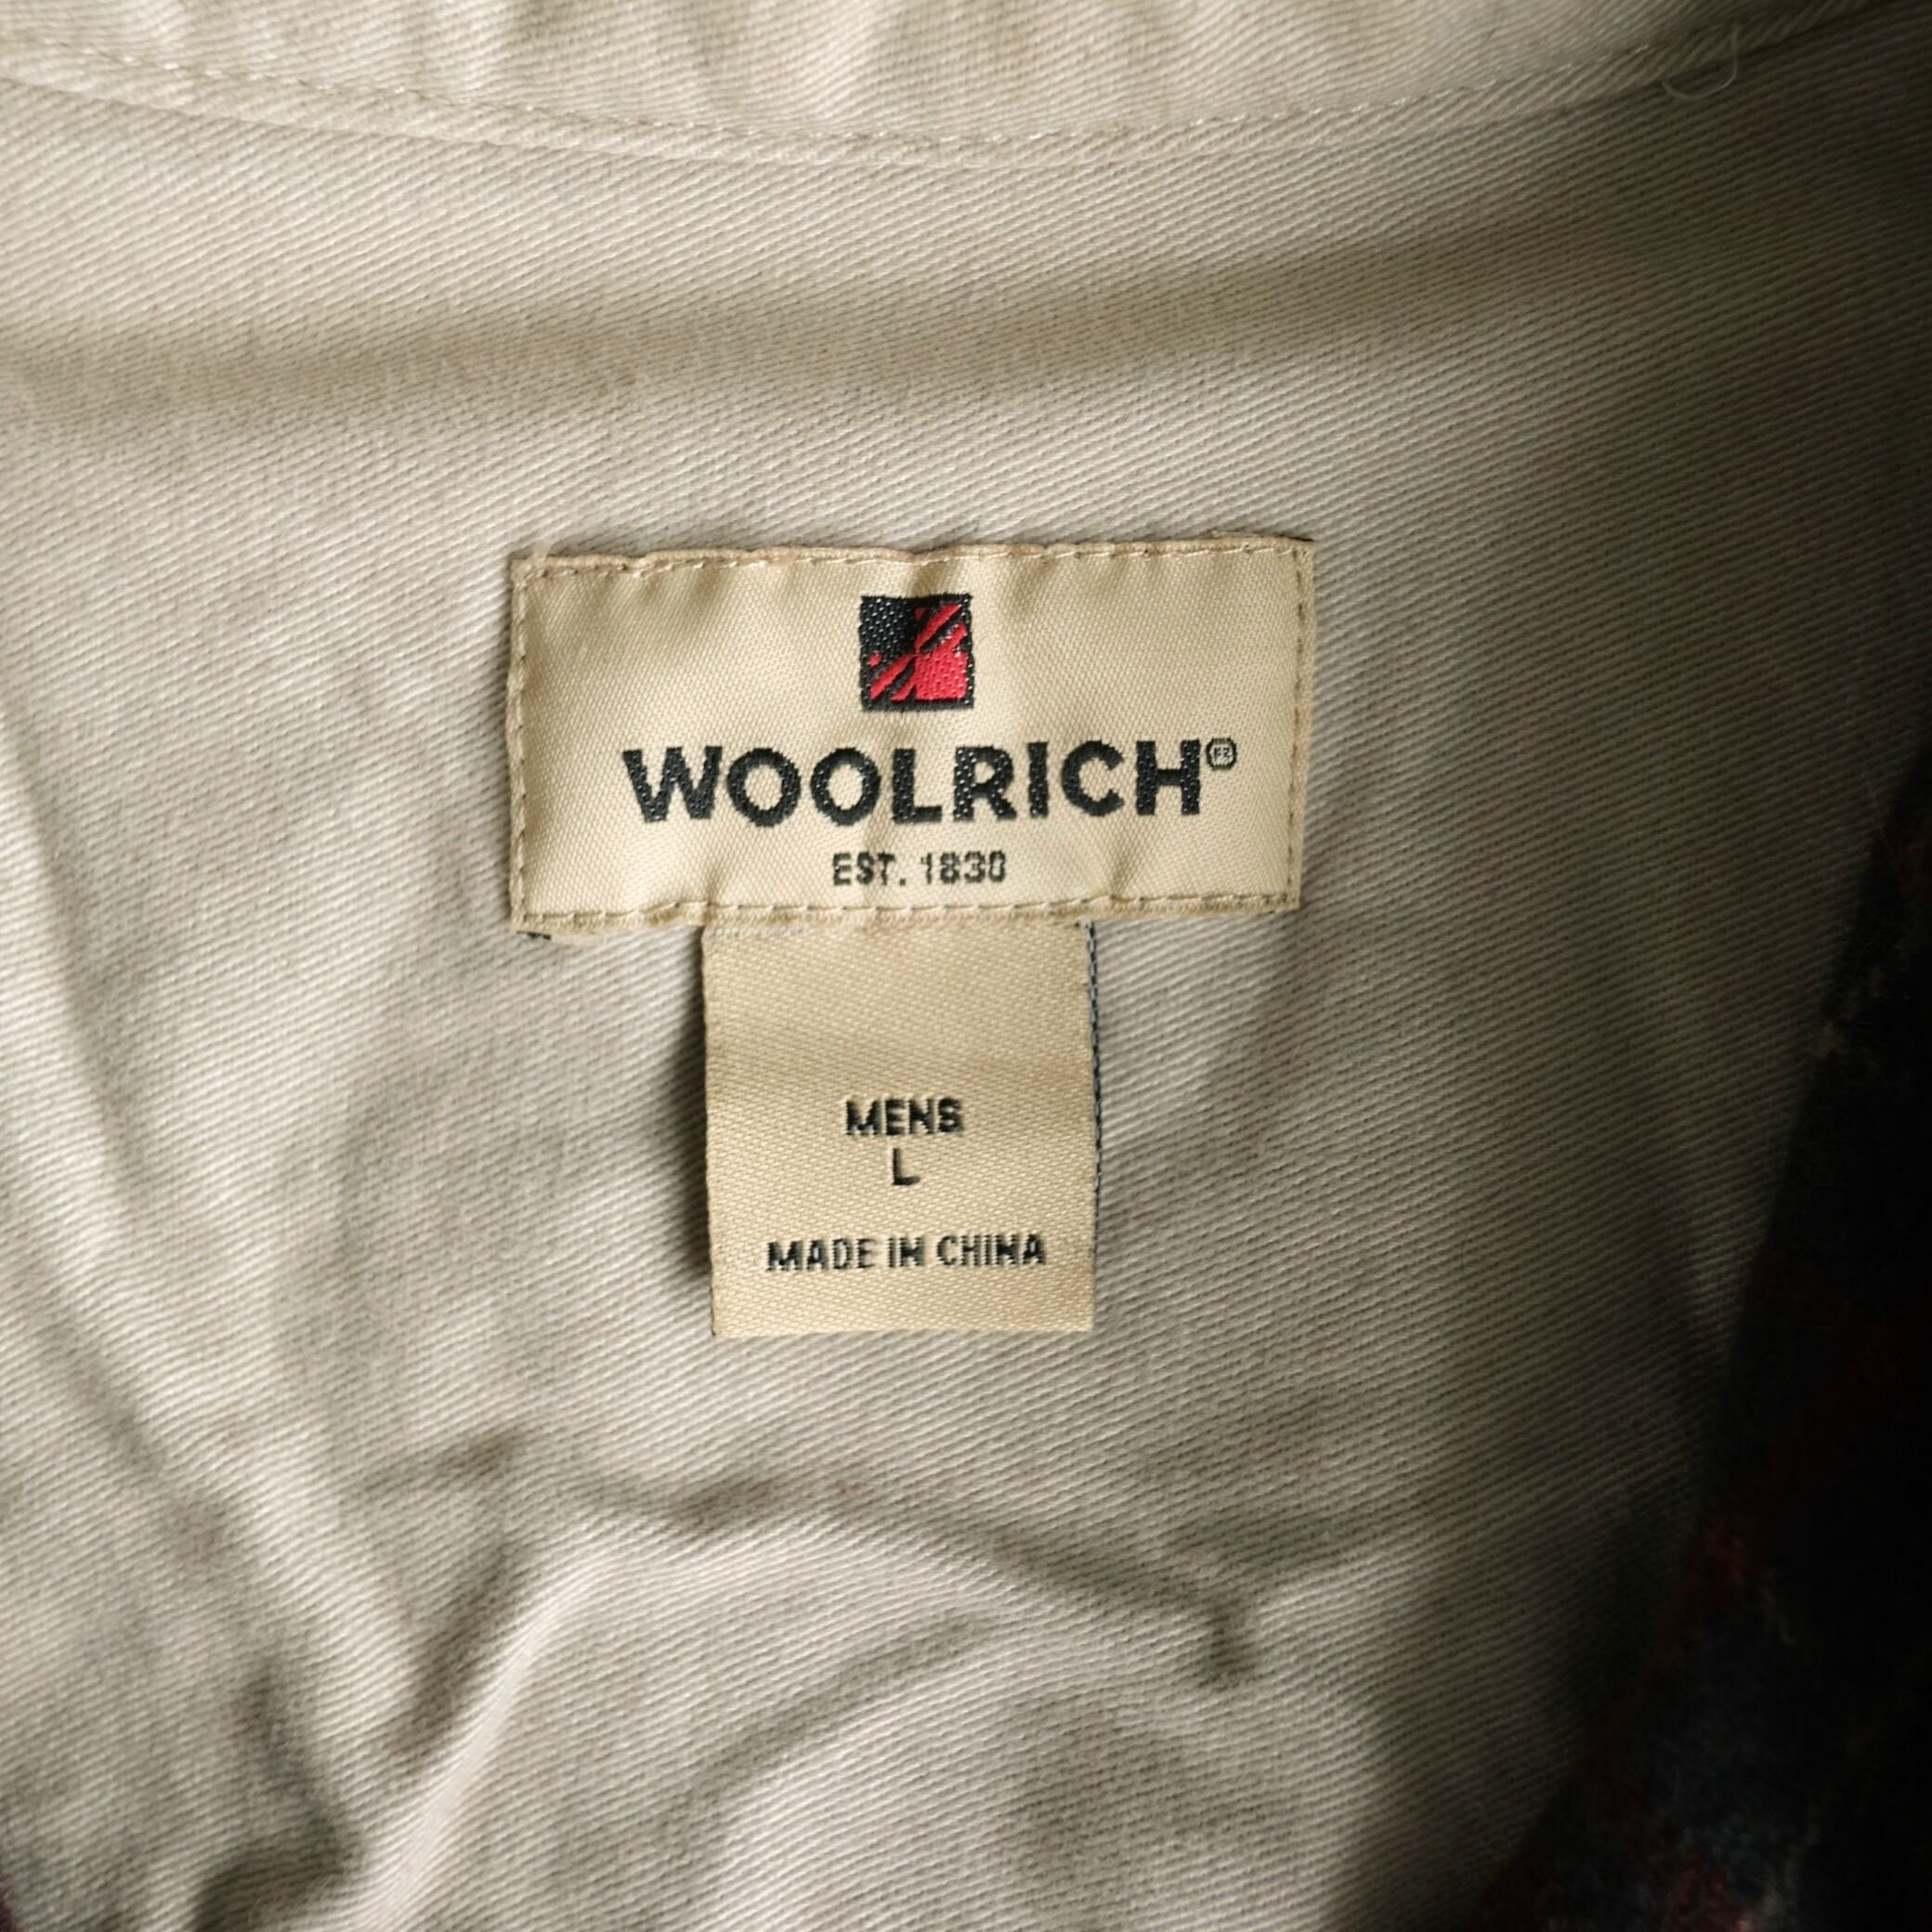 WOOLRICH®
EST. 1830
MENS
L
MADE IN CHINA